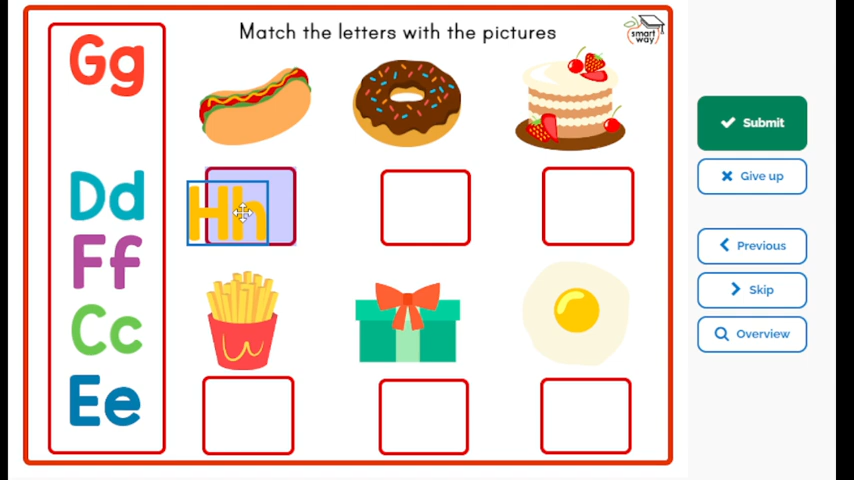 Match the letters with the pictures
smart
way
Gg
Dd
Ff
Cc
Ee
Hh
Submit
Give up
Previous
Skip
Overview